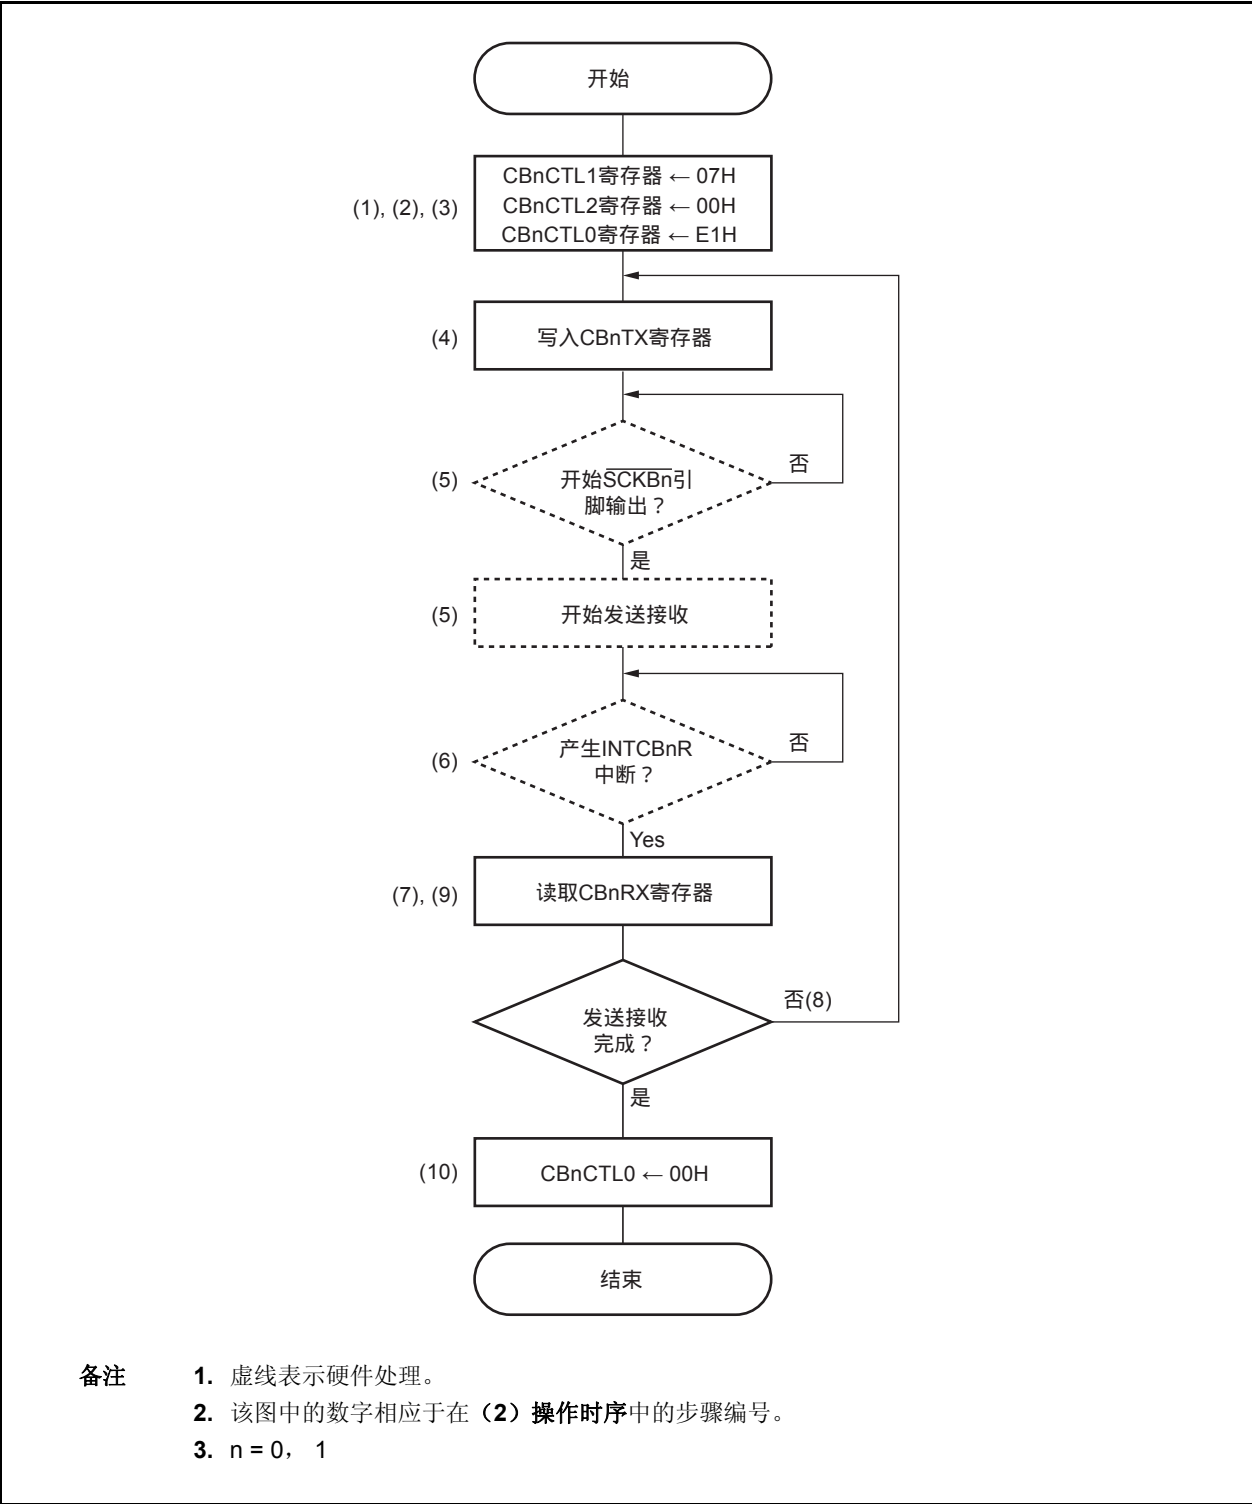 开始
CBnCTL1寄存器 ← 07H
(1), (2), (3) CBnCTL2寄存器 ← 00H
CBnCTL0寄存器 ← E1H
(4) 写入CBnTX寄存器
(5) 开始SCKBn引 否
脚输出？
是
(5) 开始发送接收
(6) 产生INTCBnR 否
中断？
Yes
(7), (9) 读取CBnRX寄存器
否(8)
发送接收
完成？
是
(10) CBnCTL0 ← 00H
结束
备注 1. 虚线表示硬件处理。
2. 该图中的数字相应于在（2）操作时序中的步骤编号。
3. n = 0， 1